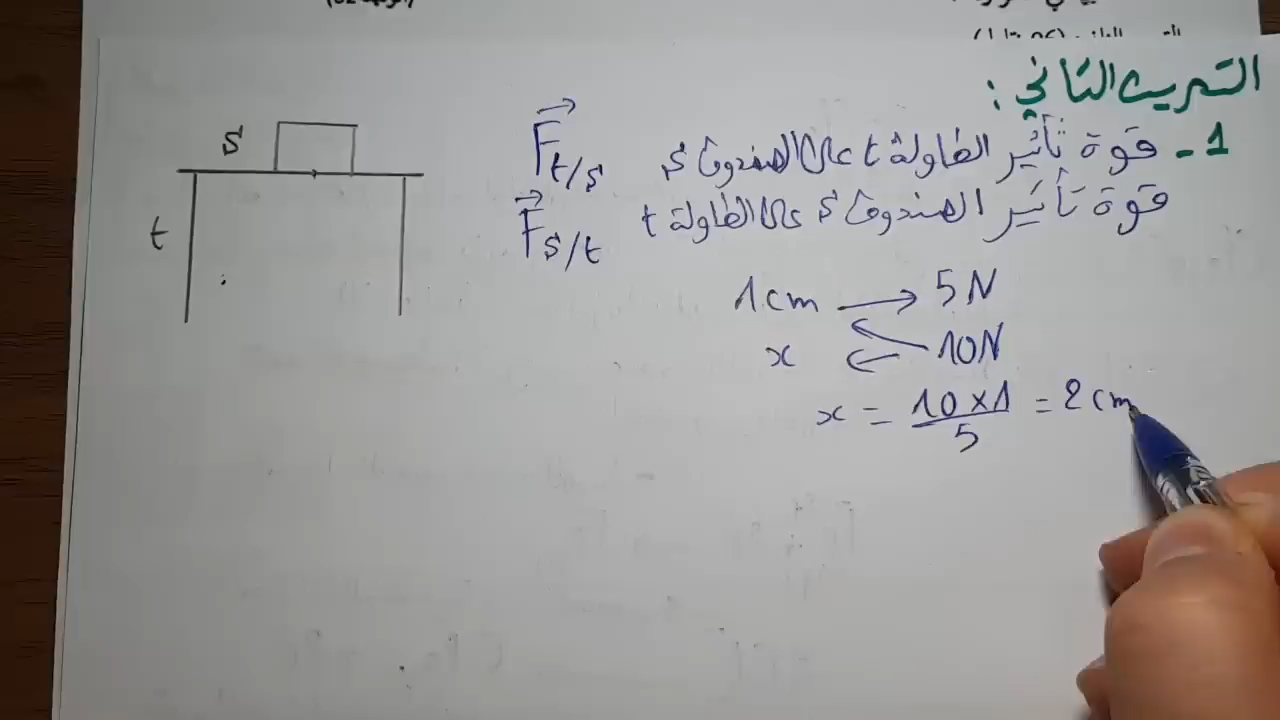 التمرين الثاني :
1 - قوة تأثير الطاولة t على الصندوق s
F t/s
قوة تأثير الصندوق s على الطاولة t
F s/t
s
t
1cm → 5N
x ← 10N
x = 10 × 1 / 5 = 2 cm